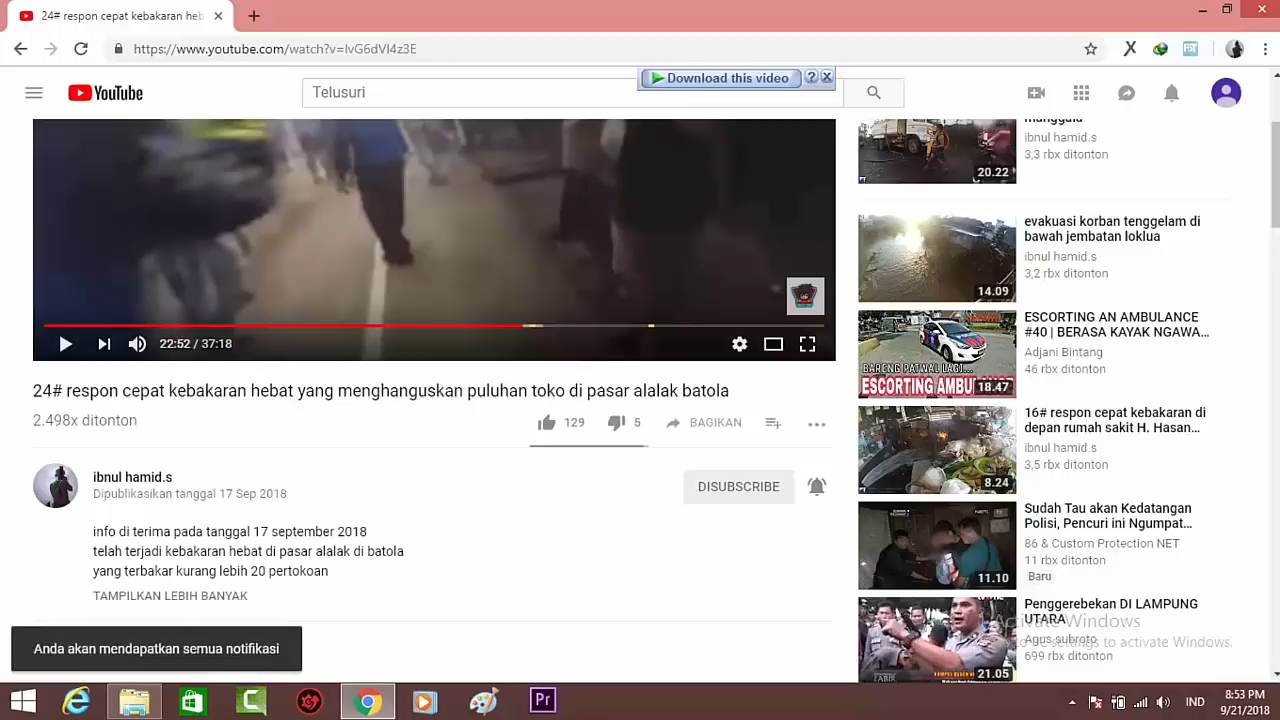 24# respon cepat kebakaran heb
https://www.youtube.com/watch?v=IvG6dVI4z3E
Download this video
YouTube
Telusuri
manggala
ibnul hamid.s
3,3 rbx ditonton
20.22
evakuasi korban tenggelam di
bawah jembatan loklua
ibnul hamid.s
3,2 rbx ditonton
14.09
ESCORTING AN AMBULANCE
#40 | BERASA KAYAK NGAWA...
Adjani Bintang
46 rbx ditonton
BARENG PATWAL LAGI...
18.47
22:52 / 37:18
24# respon cepat kebakaran hebat yang menghanguskan puluhan toko di pasar alalak batola
2.498x ditonton
129
5
BAGIKAN
16# respon cepat kebakaran di
depan rumah sakit H. Hasan...
ibnul hamid.s
3,5 rbx ditonton
8.24
ibnul hamid.s
Dipublikasikan tanggal 17 Sep 2018
DISUBSCRIBE
info di terima pada tanggal 17 september 2018
telah terjadi kebakaran hebat di pasar alalak di batola
yang terbakar kurang lebih 20 pertokoan
TAMPILKAN LEBIH BANYAK
Sudah Tau akan Kedatangan
Polisi, Pencuri ini Ngumpat...
86 & Custom Protection NET
11 rbx ditonton
Baru
11.10
Penggerebekan DI LAMPUNG
UTARA
Agus subroto
699 rbx ditonton
21.05
Activate Windows
to PC settings to activate Windows.
Anda akan mendapatkan semua notifikasi
Pr
IND
8:53 PM
9/21/2018